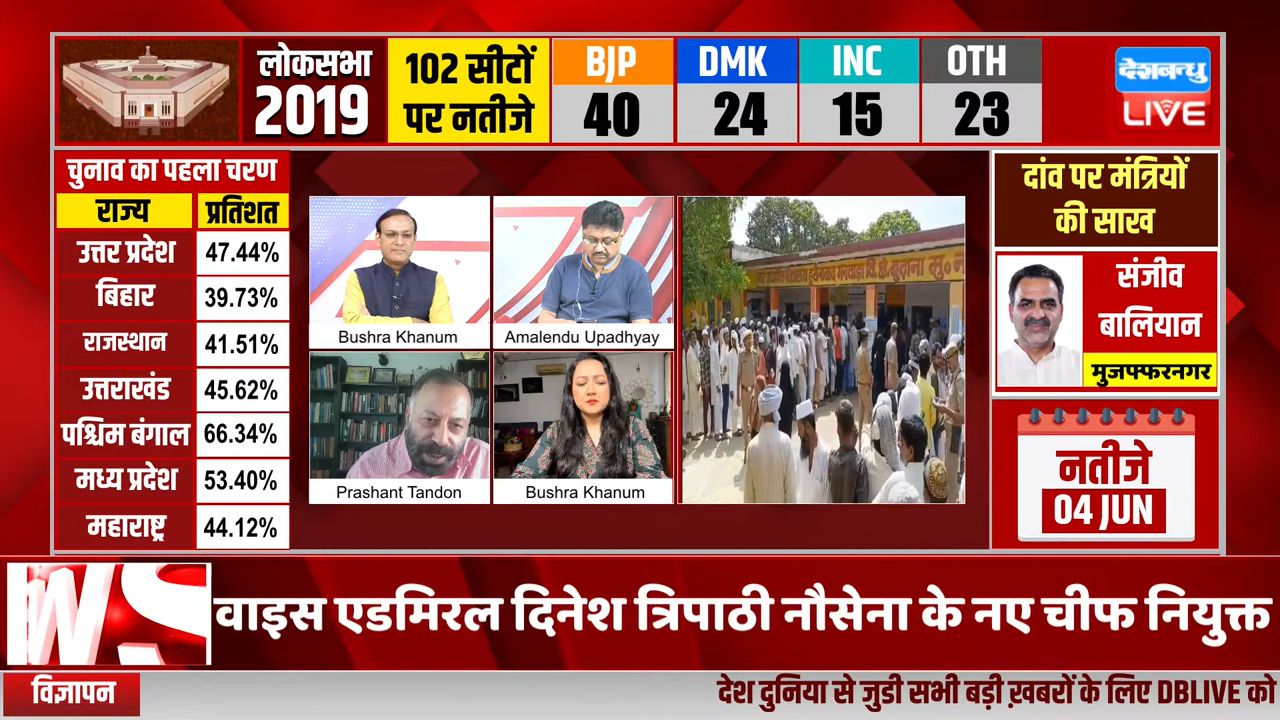 लोकसभा
2019
102 सीटों
पर नतीजे
BJP
40
DMK
24
INC
15
OTH
23
देशबन्धु
LIVE
चुनाव का पहला चरण
राज्य प्रतिशत
उत्तर प्रदेश 47.44%
बिहार 39.73%
राजस्थान 41.51%
उत्तराखंड 45.62%
पश्चिम बंगाल 66.34%
मध्य प्रदेश 53.40%
महाराष्ट्र 44.12%
Bushra Khanum
Amalendu Upadhyay
Prashant Tandon
Bushra Khanum
दांव पर मंत्रियों
की साख
संजीव
बालियान
मुजफ्फरनगर
नतीजे
04 JUN
WS
वाइस एडमिरल दिनेश त्रिपाठी नौसेना के नए चीफ नियुक्त
विज्ञापन
देश दुनिया से जुडी सभी बड़ी ख़बरों के लिए DBLIVE को